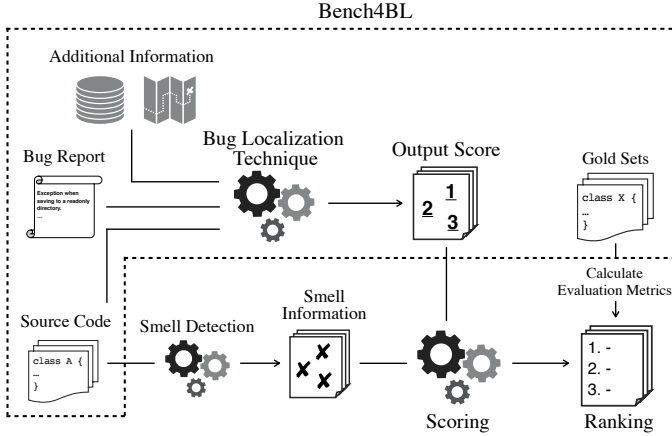 Bench4BL
Additional Information
Bug Report
Exception when
saving to a readonly
directory.
...
Bug Localization
Technique
Output Score
1
2
3
Gold Sets
class X {
…
}
Calculate
Evaluation Metrics
Source Code
class A {
…
}
Smell Detection
Smell
Information
Scoring
1. -
2. -
3. -
Ranking